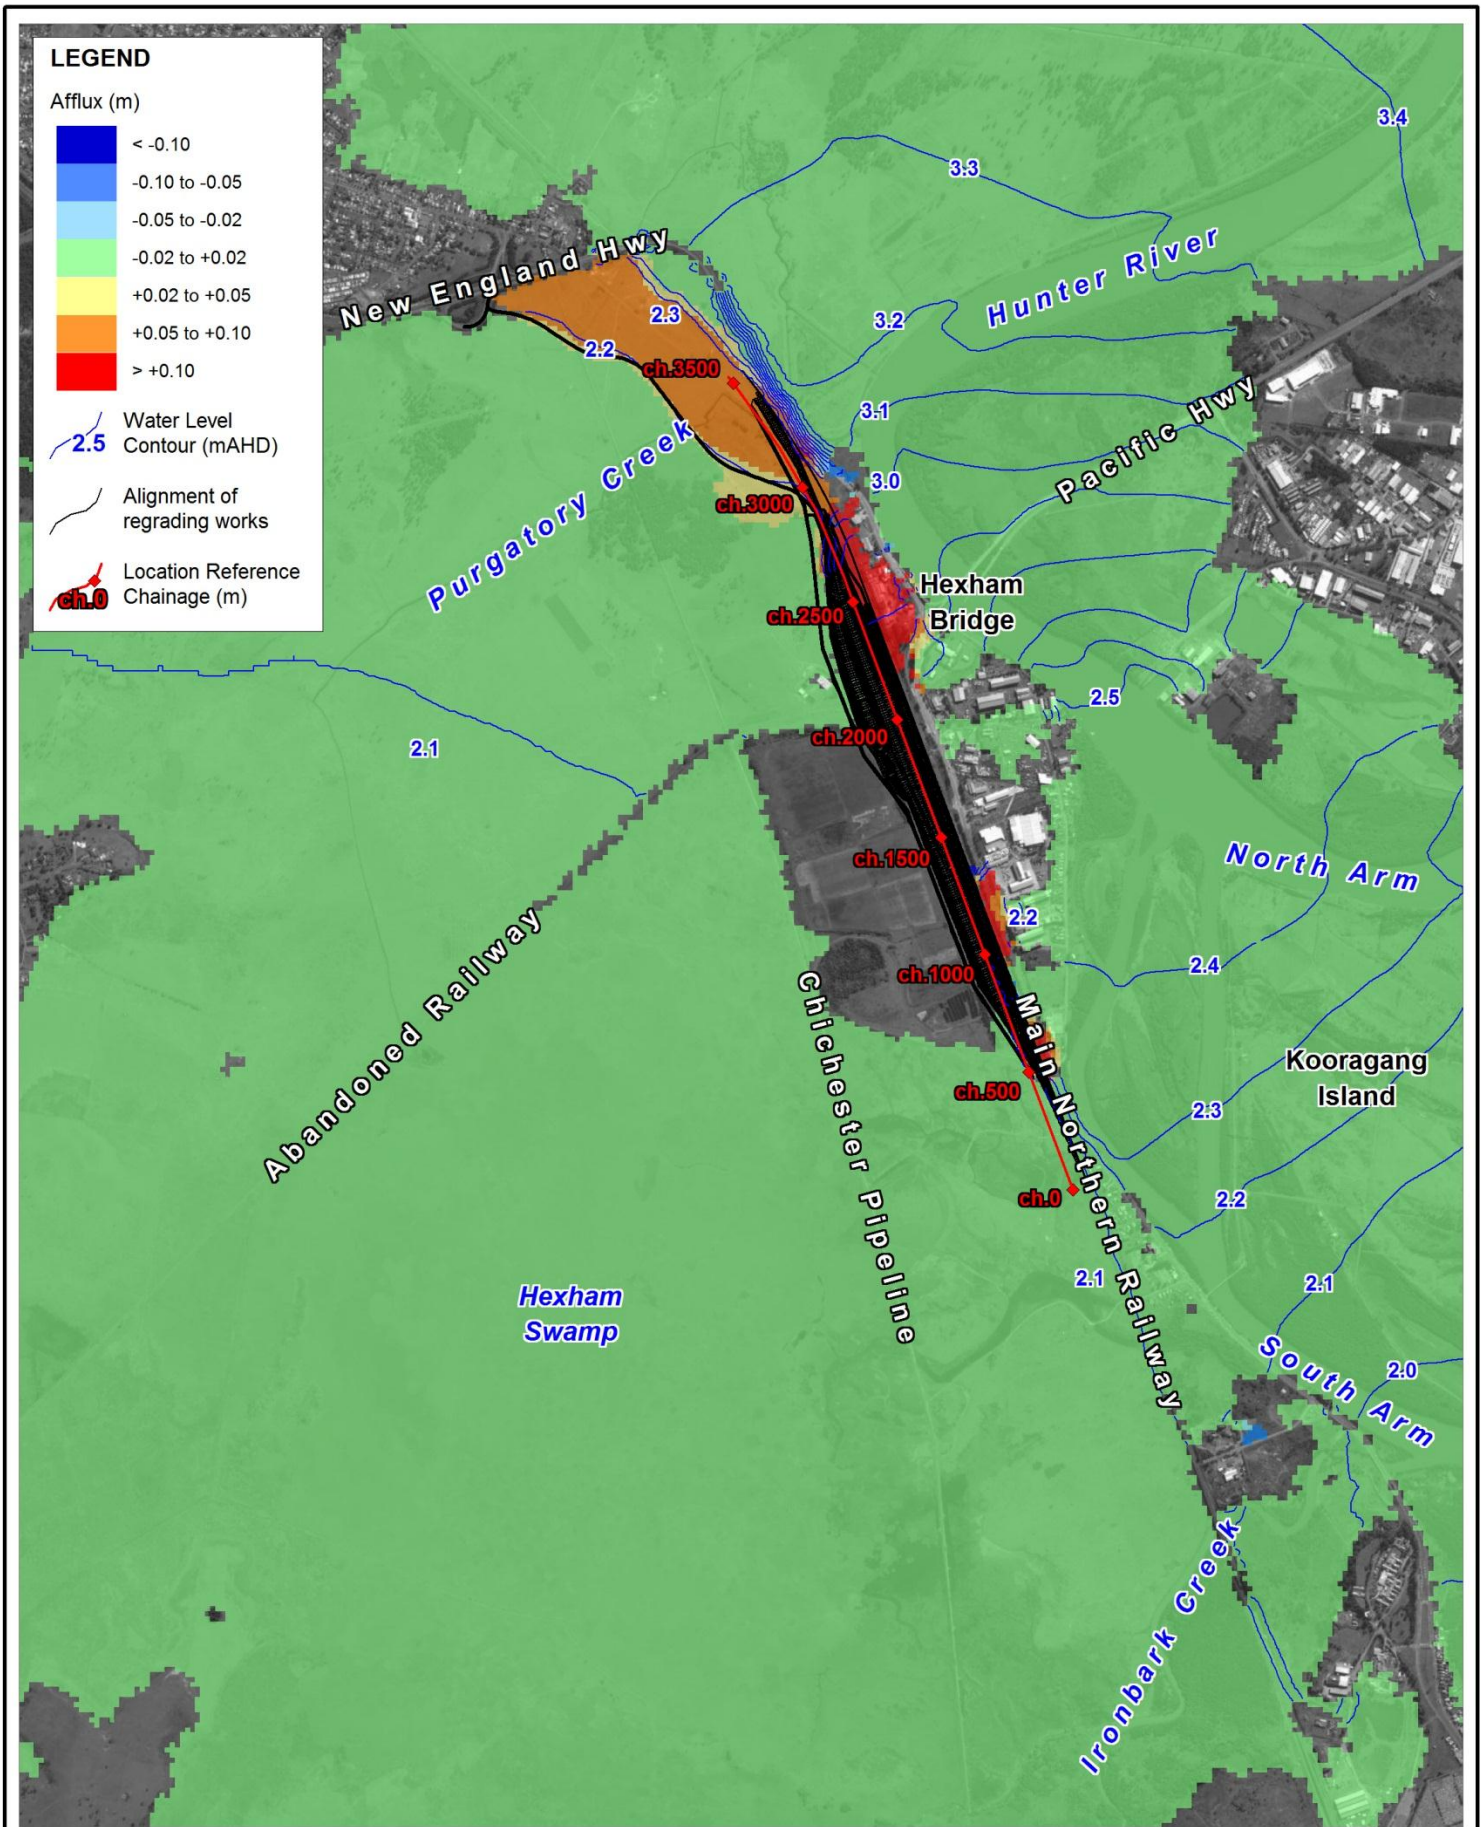 LEGEND
Afflux (m)
< -0.10
-0.10 to -0.05
-0.05 to -0.02
-0.02 to +0.02
+0.02 to +0.05
+0.05 to +0.10
> +0.10
2.5
Water Level
Contour (mAHD)
Alignment of
regrading works
ch.0
Location Reference
Chainage (m)
3.4
3.3
New England Hwy
Hunter River
2.3
3.2
2.2
ch.3500
3.1
Pacific Hwy
Purgatory Creek
3.0
ch.3000
Hexham
Bridge
ch.2500
2.5
2.1
ch.2000
ch.1500
North Arm
2.2
2.4
Abandoned Railway
ch.1000
Chichester Pipeline
Main Northern Railway
Kooragang
Island
ch.500
2.3
ch.0
2.2
2.1
2.1
Hexham
Swamp
South Arm
2.0
Ironbark Creek